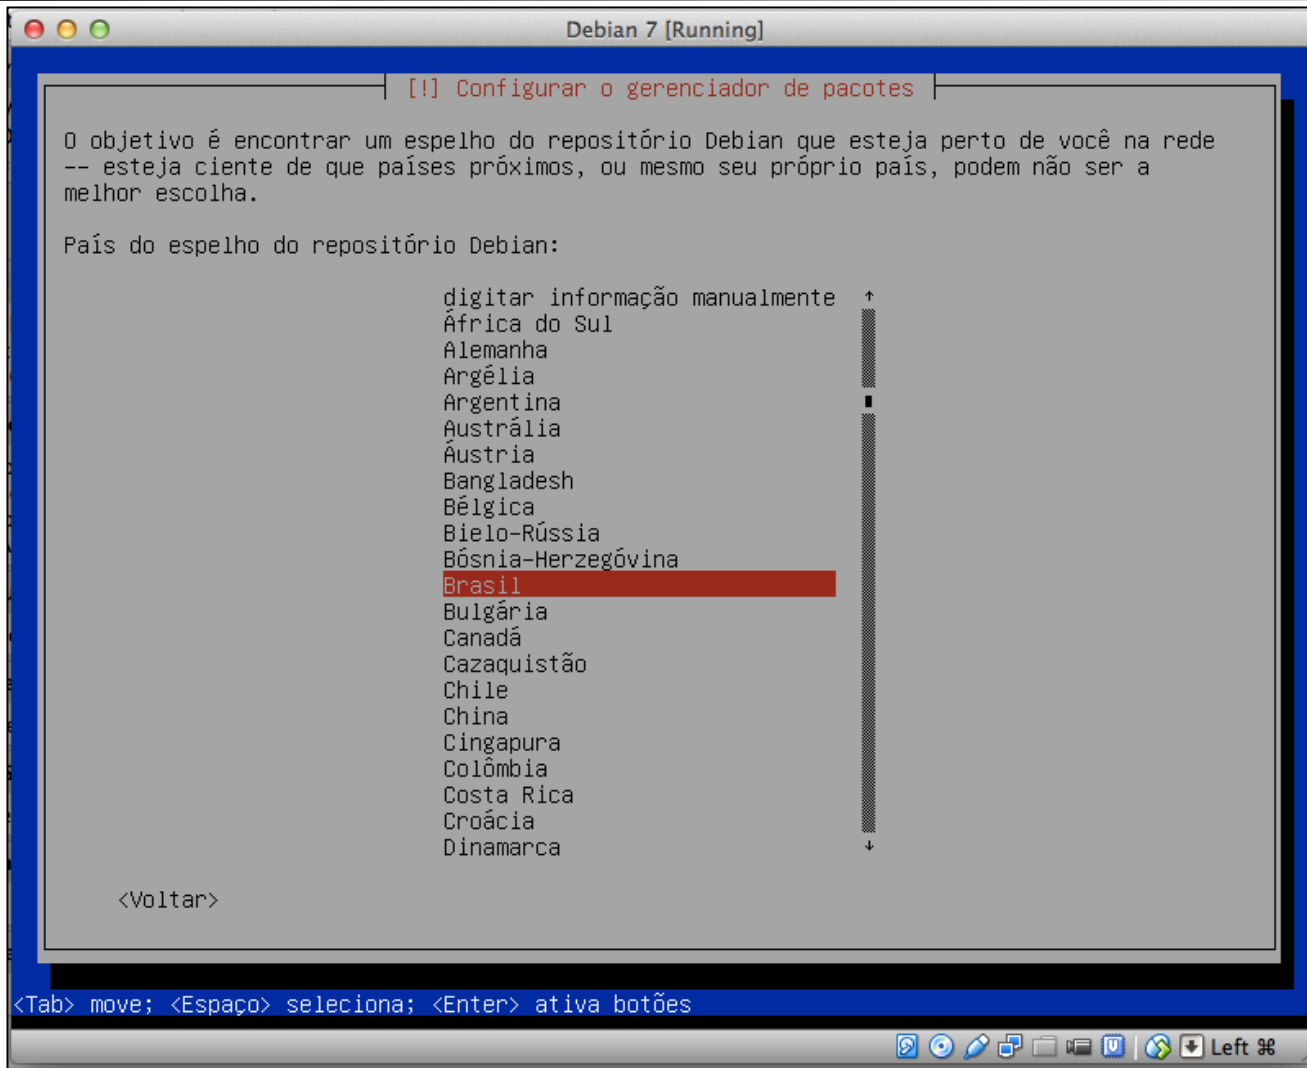 Debian 7 [Running]
[!] Configurar o gerenciador de pacotes
O objetivo é encontrar um espelho do repositório Debian que esteja perto de você na rede
-- esteja ciente de que países próximos, ou mesmo seu próprio país, podem não ser a
melhor escolha.
País do espelho do repositório Debian:
digitar informação manualmente
África do Sul
Alemanha
Argélia
Argentina
Austrália
Áustria
Bangladesh
Bélgica
Bielo-Rússia
Bósnia-Herzegóvina
Brasil
Bulgária
Canadá
Cazaquistão
Chile
China
Cingapura
Colômbia
Costa Rica
Croácia
Dinamarca
<Voltar>
<Tab> move; <Espaço> seleciona; <Enter> ativa botões
Left ⌘